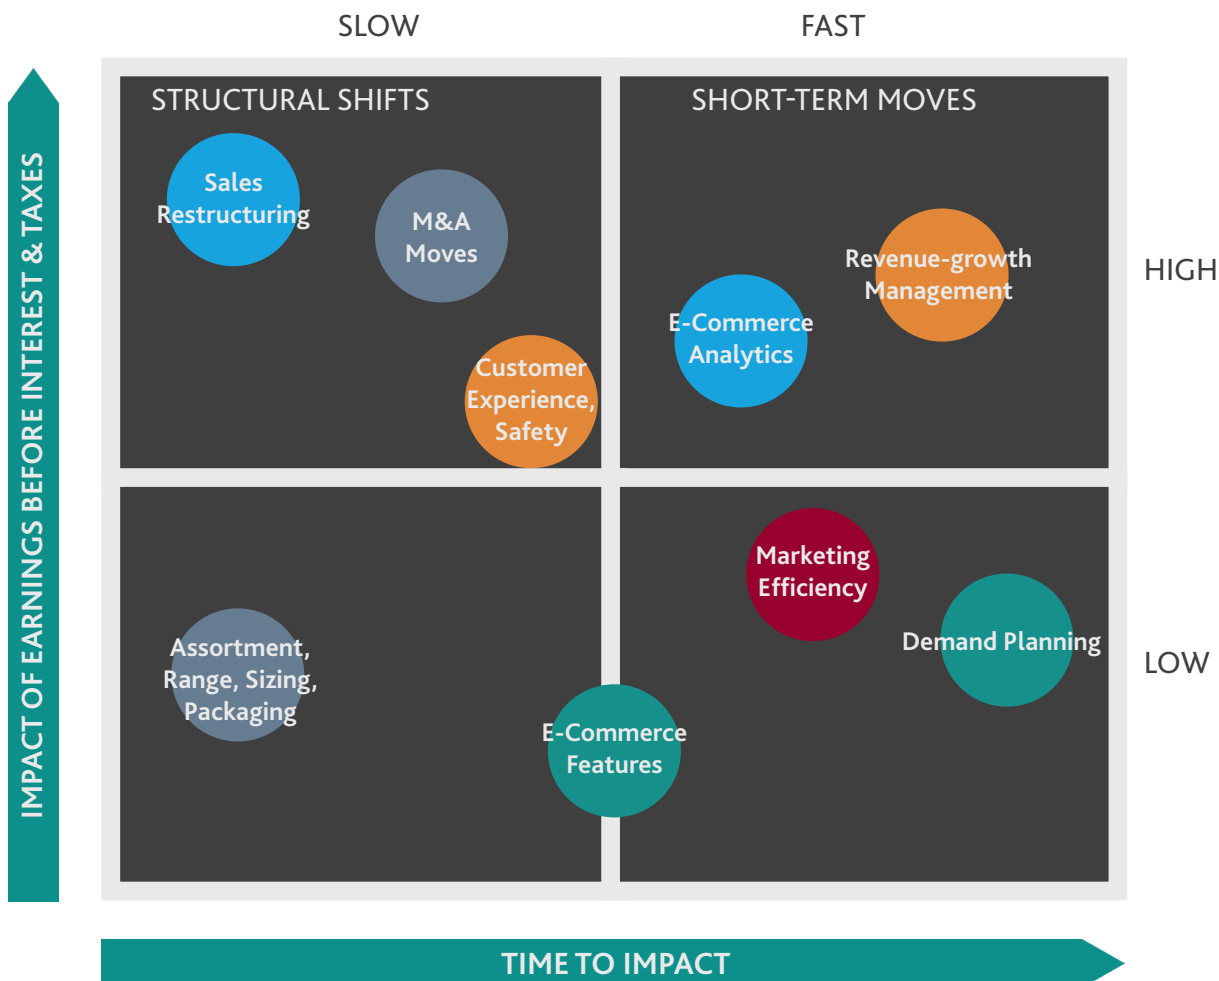 SLOW
FAST
STRUCTURAL SHIFTS
SHORT-TERM MOVES
Sales
Restructuring
M&A
Moves
Customer
Experience,
Safety
Revenue-growth
Management
E-Commerce
Analytics
HIGH
Marketing
Efficiency
Demand Planning
Assortment,
Range, Sizing,
Packaging
E-Commerce
Features
LOW
IMPACT OF EARNINGS BEFORE INTEREST & TAXES
TIME TO IMPACT